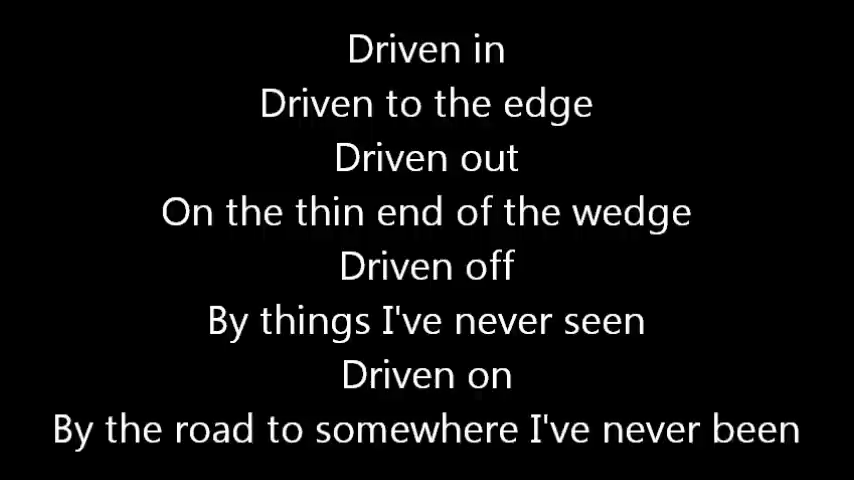 Driven in
Driven to the edge
Driven out
On the thin end of the wedge
Driven off
By things I've never seen
Driven on
By the road to somewhere I've never been